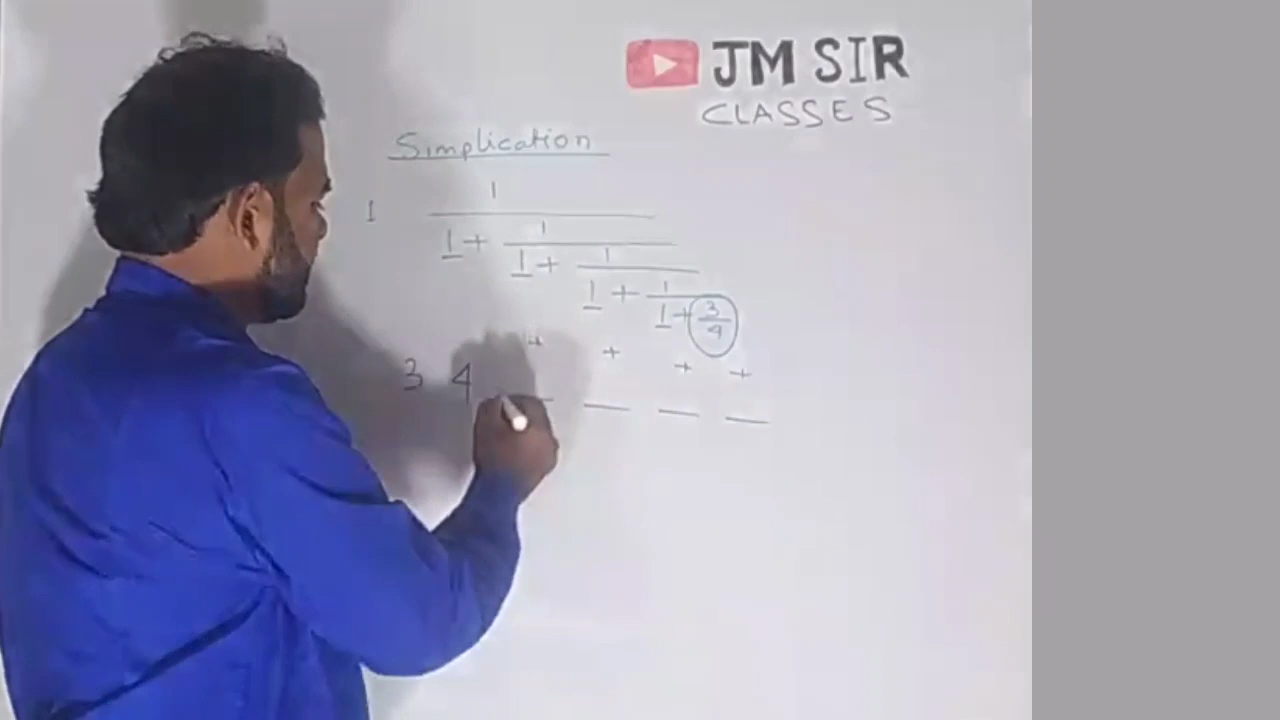 JM SIR
CLASSES
Simplication
1
1
1 + 1
1 + 1
1 + 1
1 + 3
4
+ + + +
3 4 _ _ _ _